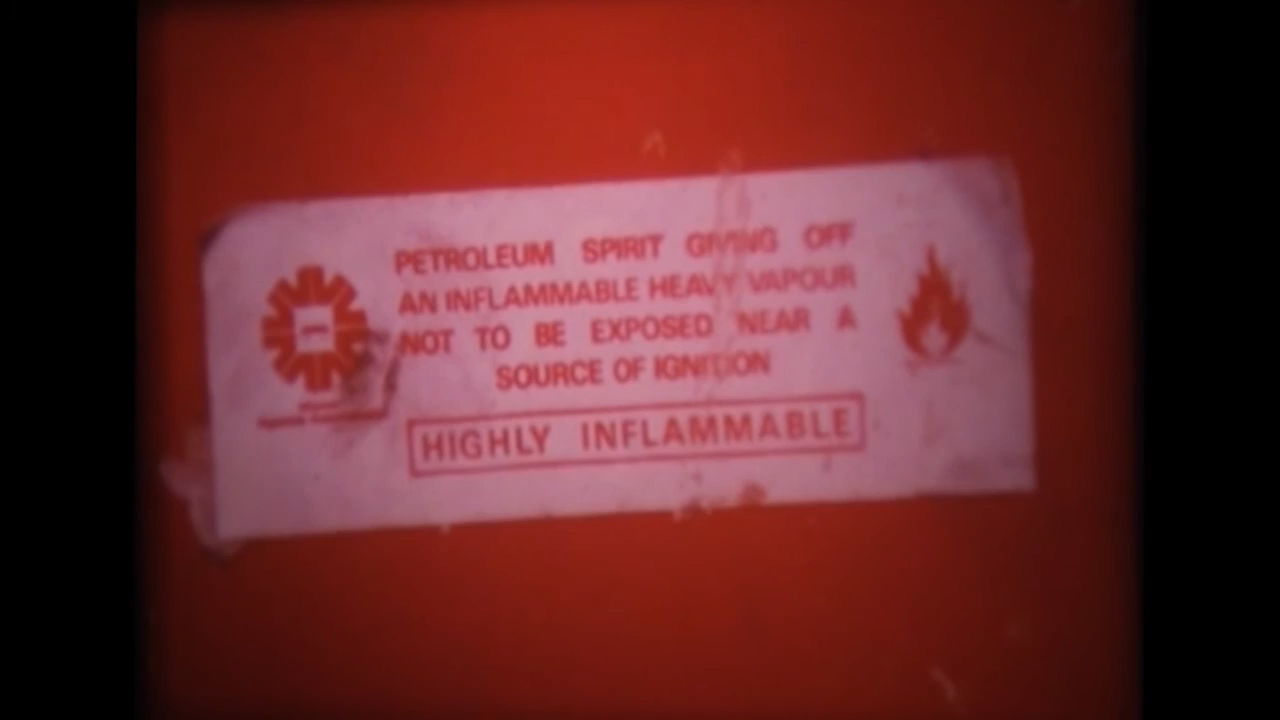 PETROLEUM SPIRIT GIVING OFF
AN INFLAMMABLE HEAVY VAPOUR
NOT TO BE EXPOSED NEAR A
SOURCE OF IGNITION
HIGHLY INFLAMMABLE